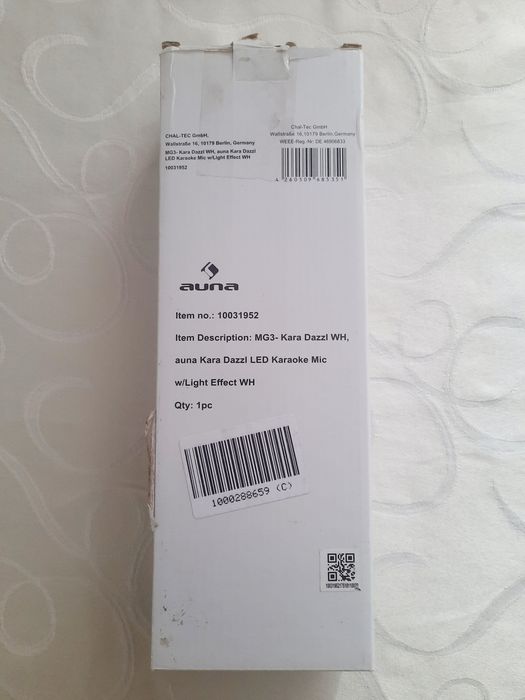 CHAL-TEC GmbH,
Wallstraße 16, 10179 Berlin, Germany
MG3- Kara Dazzl WH, auna Kara Dazzl
LED Karaoke Mic w/Light Effect WH
10031952
Chal-Tec GmbH
Wallstraße 16, 10179 Berlin, Germany
WEEE-Reg. Nr: DE 46906833
4 260509 685351
auna
Item no.: 10031952
Item Description: MG3- Kara Dazzl WH,
auna Kara Dazzl LED Karaoke Mic
w/Light Effect WH
Qty: 1pc
1000288659 (C)